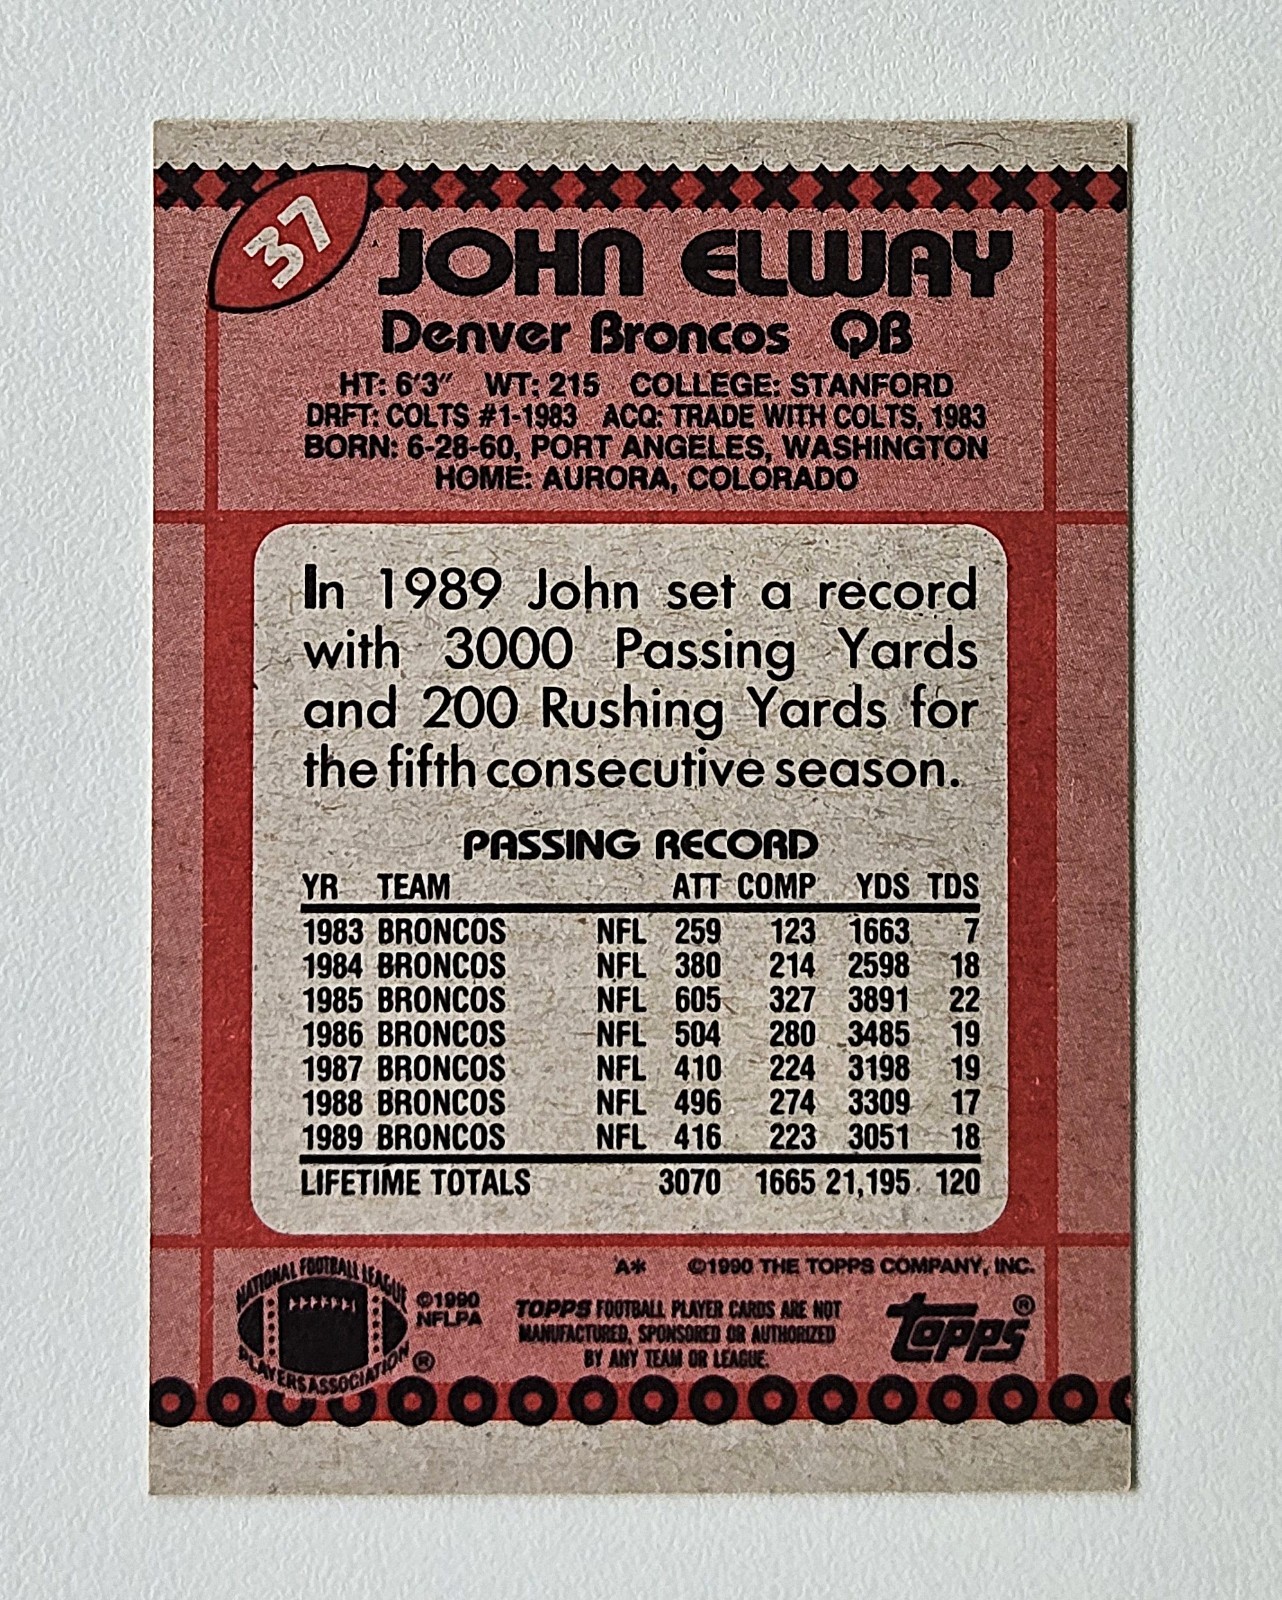 37
JOHN ELWAY
Denver Broncos QB
HT: 6'3" WT: 215 COLLEGE: STANFORD
DRFT: COLTS #1-1983 ACQ: TRADE WITH COLTS, 1983
BORN: 6-28-60, PORT ANGELES, WASHINGTON
HOME: AURORA, COLORADO
In 1989 John set a record
with 3000 Passing Yards
and 200 Rushing Yards for
the fifth consecutive season.
PASSING RECORD
YR TEAM ATT COMP YDS TDS
1983 BRONCOS NFL 259 123 1663 7
1984 BRONCOS NFL 380 214 2598 18
1985 BRONCOS NFL 605 327 3891 22
1986 BRONCOS NFL 504 280 3485 19
1987 BRONCOS NFL 410 224 3198 19
1988 BRONCOS NFL 496 274 3309 17
1989 BRONCOS NFL 416 223 3051 18
LIFETIME TOTALS 3070 1665 21,195 120
A* ©1990 THE TOPPS COMPANY, INC.
NATIONAL FOOTBALL LEAGUE
PLAYERS ASSOCIATION ®
©1990
NFLPA
TOPPS FOOTBALL PLAYER CARDS ARE NOT
MANUFACTURED, SPONSORED OR AUTHORIZED
BY ANY TEAM OR LEAGUE.
topps®